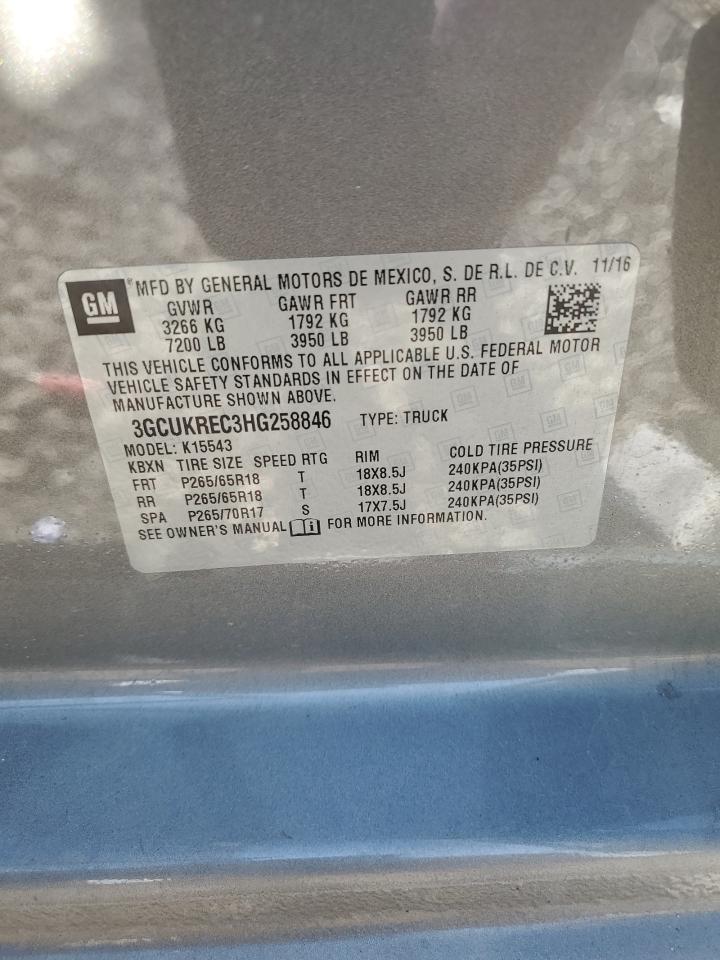 GM ® MFD BY GENERAL MOTORS DE MEXICO, S. DE R.L. DE C.V. 11/16
GVWR GAWR FRT GAWR RR
3266 KG 1792 KG 1792 KG
7200 LB 3950 LB 3950 LB
THIS VEHICLE CONFORMS TO ALL APPLICABLE U.S. FEDERAL MOTOR
VEHICLE SAFETY STANDARDS IN EFFECT ON THE DATE OF
MANUFACTURE SHOWN ABOVE.
3GCUKREC3HG258846 TYPE: TRUCK
MODEL: K15543
KBXN TIRE SIZE SPEED RTG RIM COLD TIRE PRESSURE
FRT P265/65R18 T 18X8.5J 240KPA(35PSI)
RR P265/65R18 T 18X8.5J 240KPA(35PSI)
SPA P265/70R17 S 17X7.5J 240KPA(35PSI)
SEE OWNER'S MANUAL FOR MORE INFORMATION.